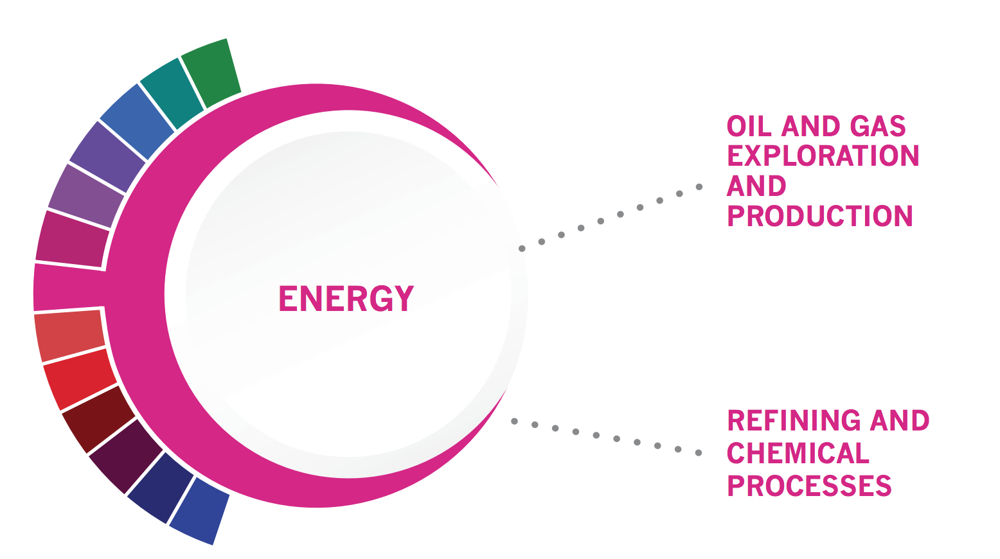 ENERGY
OIL AND GAS
EXPLORATION
AND
PRODUCTION
REFINING AND
CHEMICAL
PROCESSES